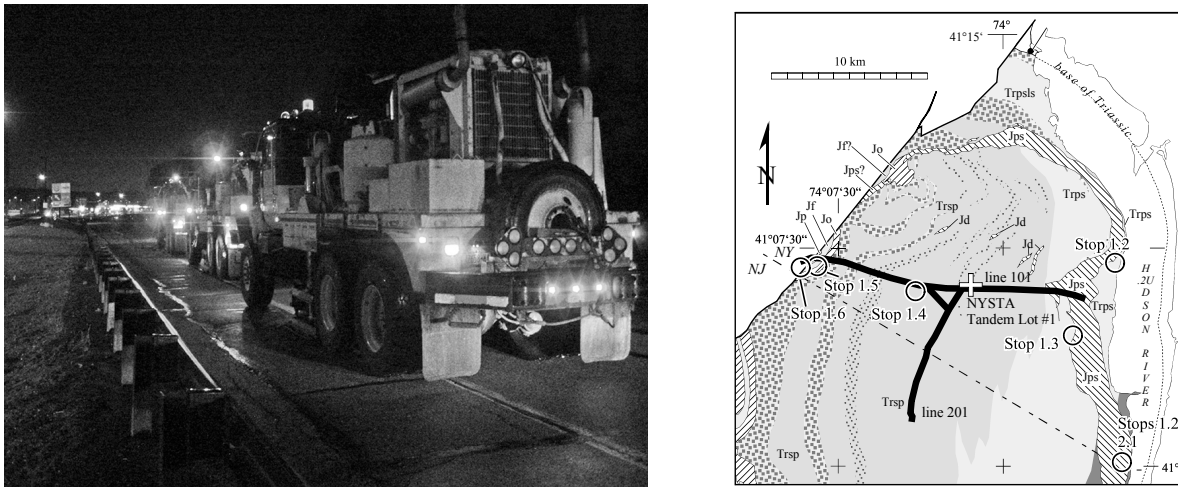 74°
41°15'
10 km
base of Triassic
Trpsls
Jps
Jf?
Jo
Jps?
N
74°07'30"
Trsp
Trps
Jf
Jd
Trps
Jp
Jo
Jd
41°07'30"
Jd
Stop 1.2
NY
NJ
line 101
Stop 1.5
Jps
H
.2U
DSON RIVER
NYSTA
Trps
Stop 1.6
Stop 1.4
Tandem Lot #1
Stop 1.3
Jps
Trsp
line 201
Stops 1.2
2.1
Trsp
41°